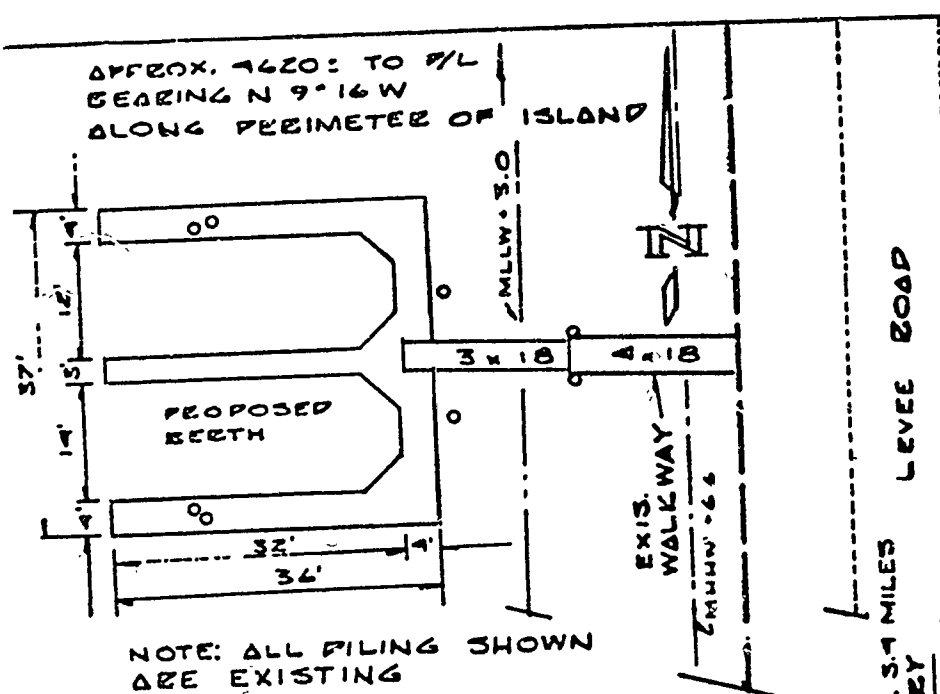 APPROX. 4620± TO P/L
BEARING N 9°16 W
ALONG PERIMETER OF ISLAND
MLLW - 3.0
N
37'
4'
12'
3'
14'
4'
PROPOSED
BERTH
3 x 18
4 x 18
EXIS.
WALKWAY
MHHW +6.6
LEVEE ROAD
3.4 MILES
32'
4'
36'
NOTE: ALL PILING SHOWN
ARE EXISTING